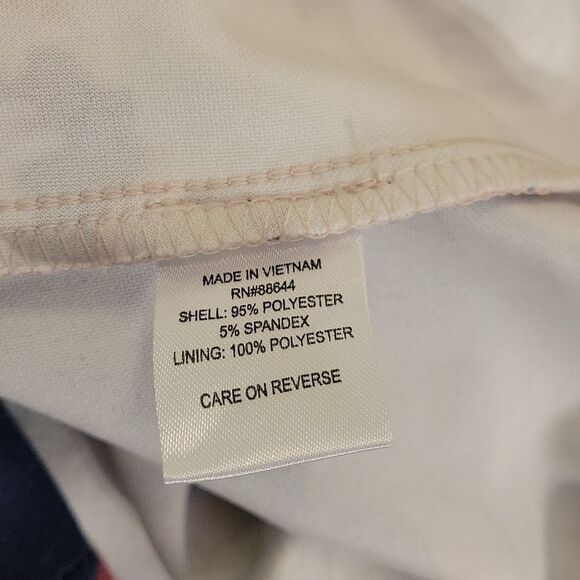 MADE IN VIETNAM
RN#88644
SHELL: 95% POLYESTER
5% SPANDEX
LINING: 100% POLYESTER
CARE ON REVERSE